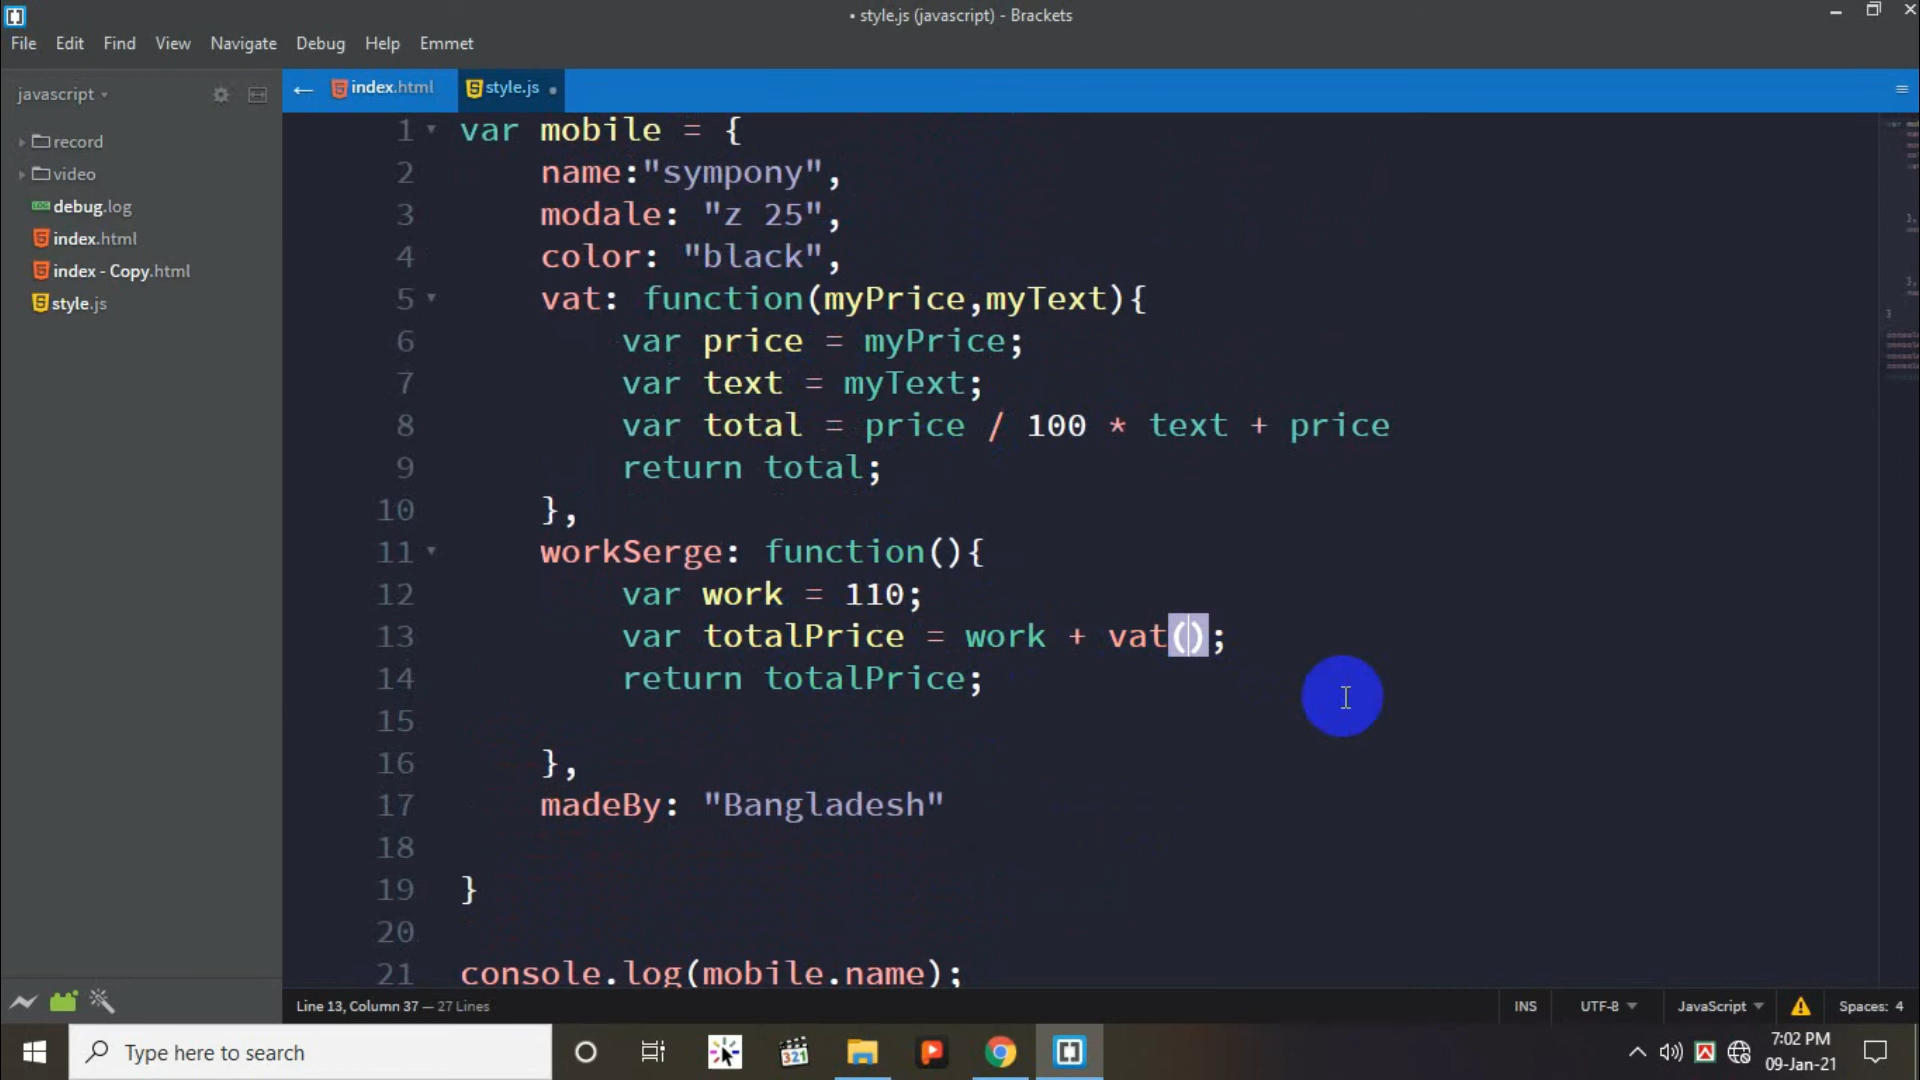 • style.js (javascript) - Brackets
File Edit Find View Navigate Debug Help Emmet
javascript
record
video
debug.log
index.html
index - Copy.html
style.js
index.html
style.js
1 var mobile = {
2 name:"sympony",
3 modale: "z 25",
4 color: "black",
5 vat: function(myPrice,myText){
6 var price = myPrice;
7 var text = myText;
8 var total = price / 100 * text + price
9 return total;
10 },
11 workSerge: function(){
12 var work = 110;
13 var totalPrice = work + vat();
14 return totalPrice;
15
16 },
17 madeBy: "Bangladesh"
18
19 }
20
21 console.log(mobile.name);
Line 13, Column 37 — 27 Lines
INS UTF-8 JavaScript Spaces: 4
Type here to search
321
7:02 PM
09-Jan-21